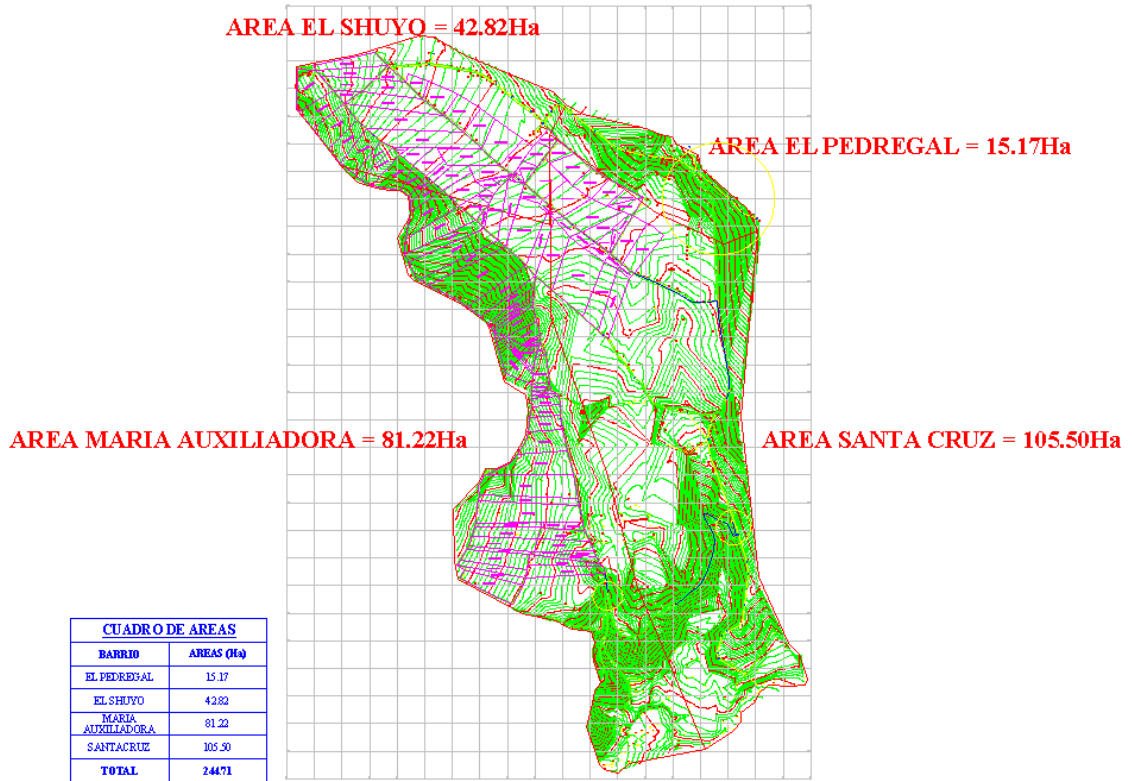 AREA EL SHUYO = 42.82Ha
AREA EL PEDREGAL = 15.17Ha
AREA MARIA AUXILIADORA = 81.22Ha
AREA SANTA CRUZ = 105.50Ha
CUADRO DE AREAS
BARRIO AREAS (Ha)
EL PEDREGAL 15.17
EL SHUYO 42.82
MARIA
AUXILIADORA 81.22
SANTACRUZ 105.50
TOTAL 244.71